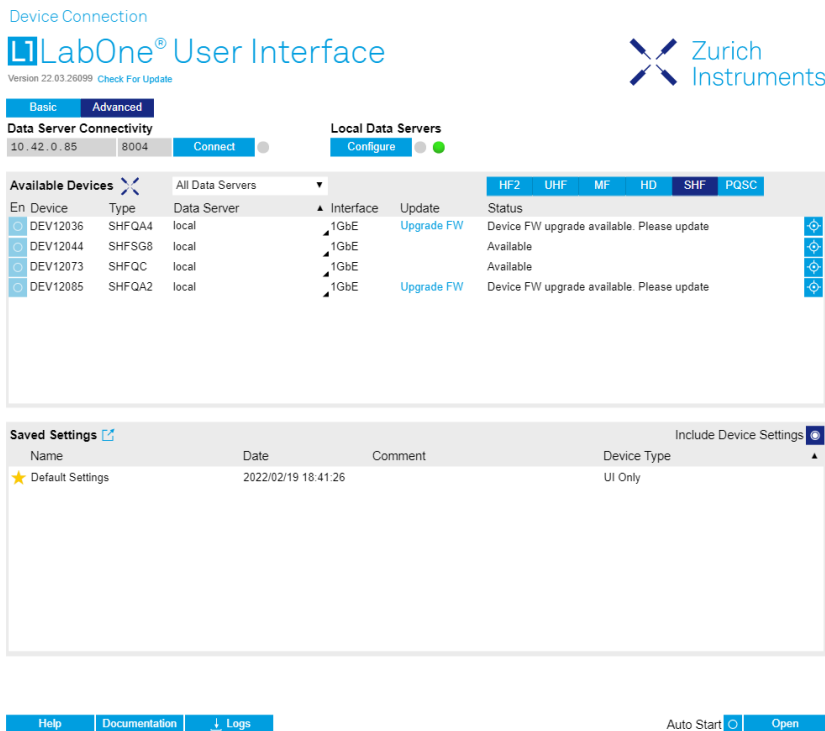 Device Connection
L1 LabOne® User Interface
Zurich Instruments
Version 22.03.26099 Check For Update
Basic Advanced
Data Server Connectivity Local Data Servers
10.42.0.85 8004 Connect Configure
Available Devices All Data Servers ▼ HF2 UHF MF HD SHF PQSC
En Device Type Data Server ▲ Interface Update Status
DEV12036 SHFQA4 local 1GbE Upgrade FW Device FW upgrade available. Please update
DEV12044 SHFSG8 local 1GbE Available
DEV12073 SHFQC local 1GbE Available
DEV12085 SHFQA2 local 1GbE Upgrade FW Device FW upgrade available. Please update
Saved Settings Include Device Settings
Name Date Comment Device Type ▲
Default Settings 2022/02/19 18:41:26 UI Only
Help Documentation ↓ Logs Auto Start Open